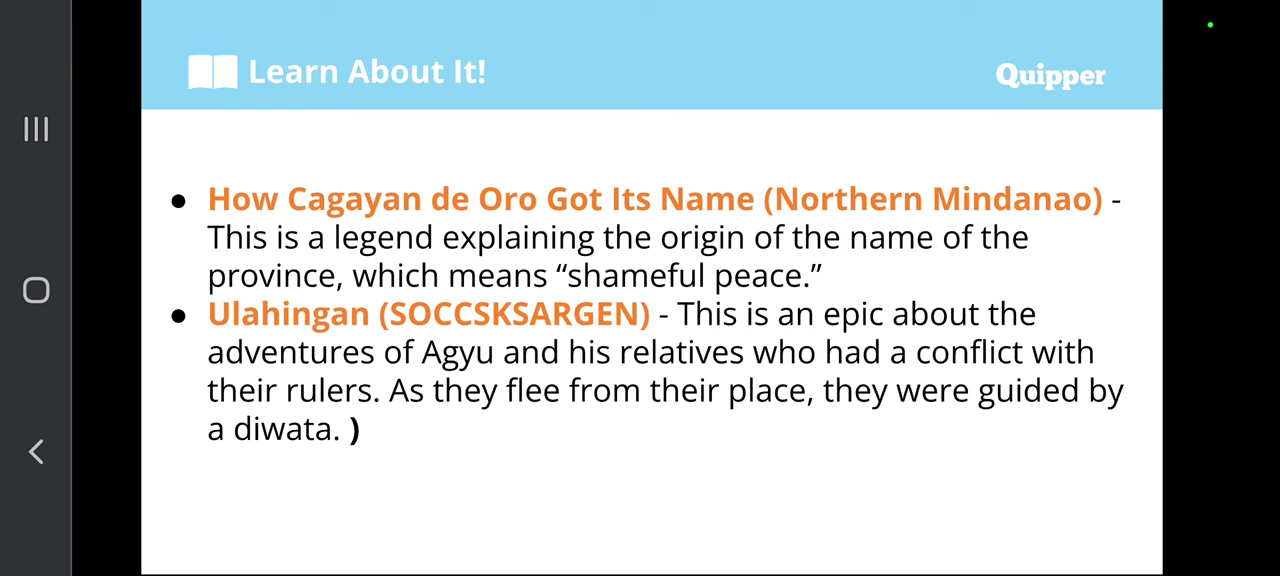 Learn About It!
Quipper
● How Cagayan de Oro Got Its Name (Northern Mindanao) -
This is a legend explaining the origin of the name of the
province, which means “shameful peace.”
● Ulahingan (SOCCSKSARGEN) - This is an epic about the
adventures of Agyu and his relatives who had a conflict with
their rulers. As they flee from their place, they were guided by
a diwata. )